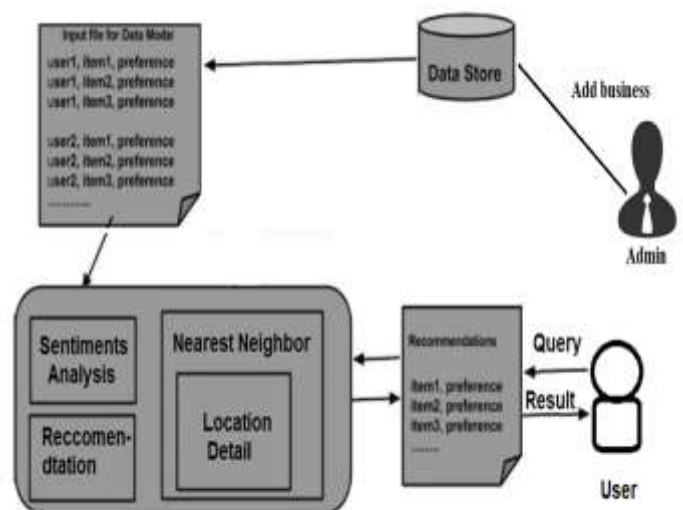 Input file for Data Model
user1, item1, preference
user1, item2, preference
user1, item3, preference
user2, item1, preference
user2, item2, preference
user2, item3, preference
..........
Data Store
Add business
Admin
Sentiments
Analysis
Reccomen-
dtation
Nearest Neighbor
Location
Detail
Recommendations
item1, preference
item2, preference
item3, preference
.......
Query
Result
User